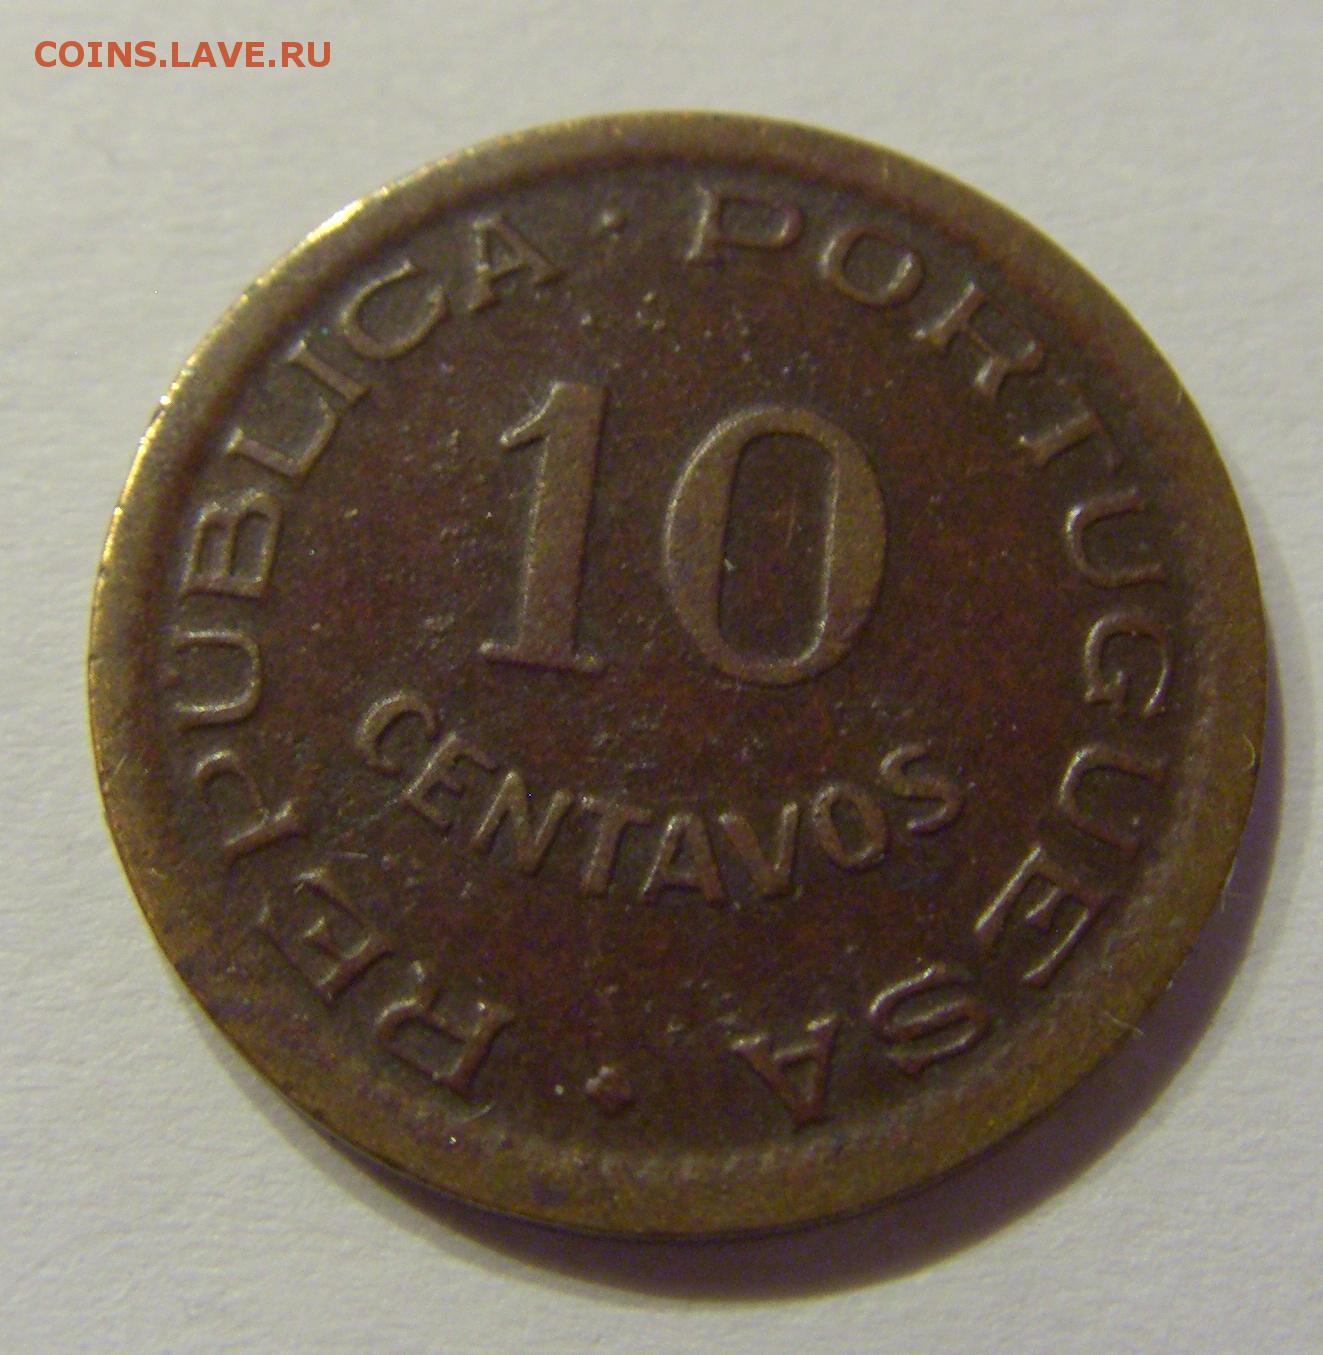 COINS.LAVE.RU
REPUBLICA · PORTUGUESA ·
10
CENTAVOS